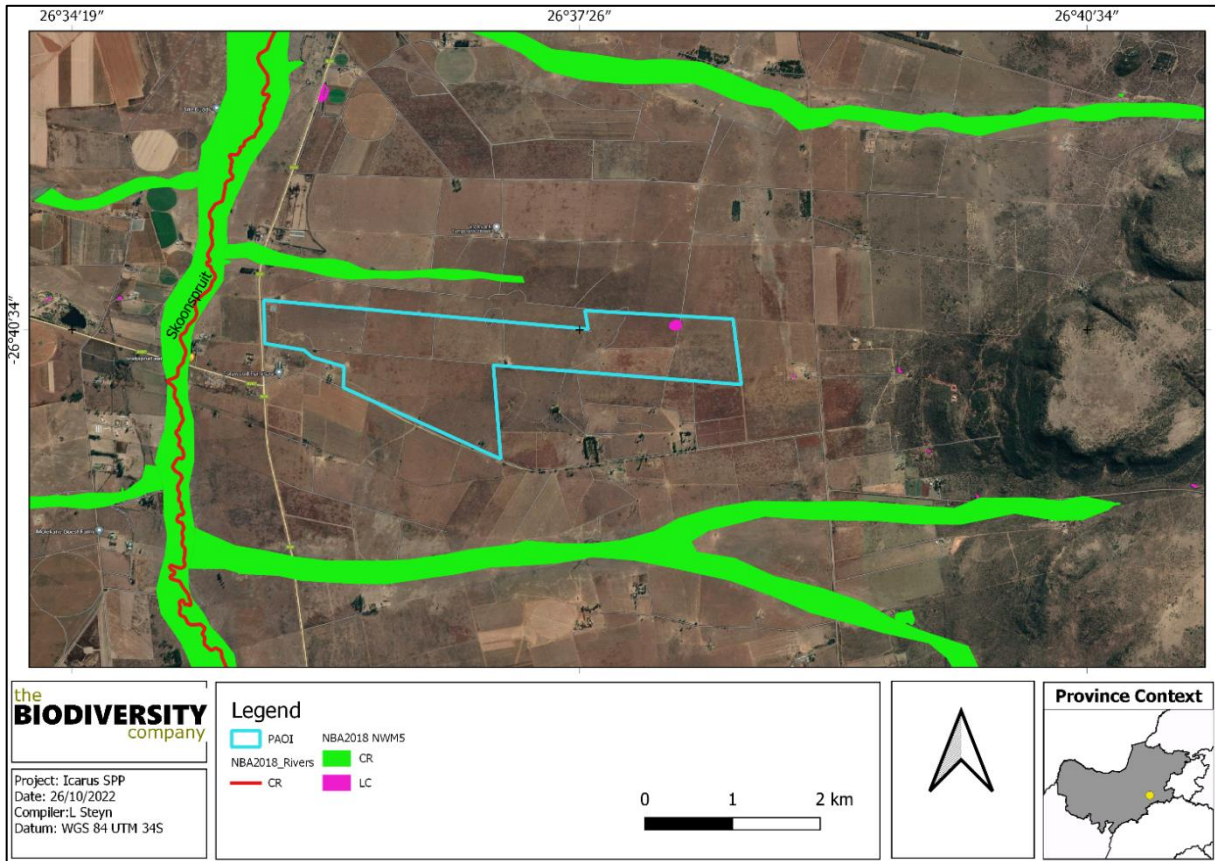 26°34′19″
26°37′26″
26°40′34″
-26°40′34″
Skoonspruit
the
BIODIVERSITY
company
Project: Icarus SPP
Date: 26/10/2022
Compiler:L Steyn
Datum: WGS 84 UTM 34S
Legend
PAOI
NBA2018_Rivers
CR
NBA2018 NWM5
CR
LC
0 1 2 km
Province Context